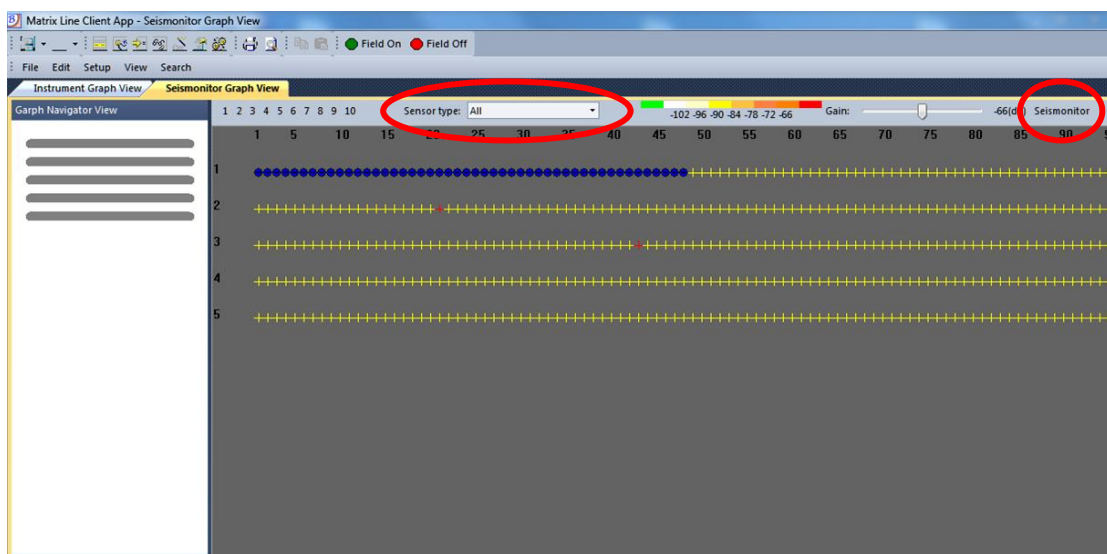 Matrix Line Client App - Seismonitor Graph View
Field On Field Off
File Edit Setup View Search
Instrument Graph View Seismonitor Graph View
Garph Navigator View 1 2 3 4 5 6 7 8 9 10 Sensor type: All -102 -96 -90 -84 -78 -72 -66 Gain: -66(dB) Seismonitor
1 5 10 15 20 25 30 35 40 45 50 55 60 65 70 75 80 85 90
1
2
3
4
5